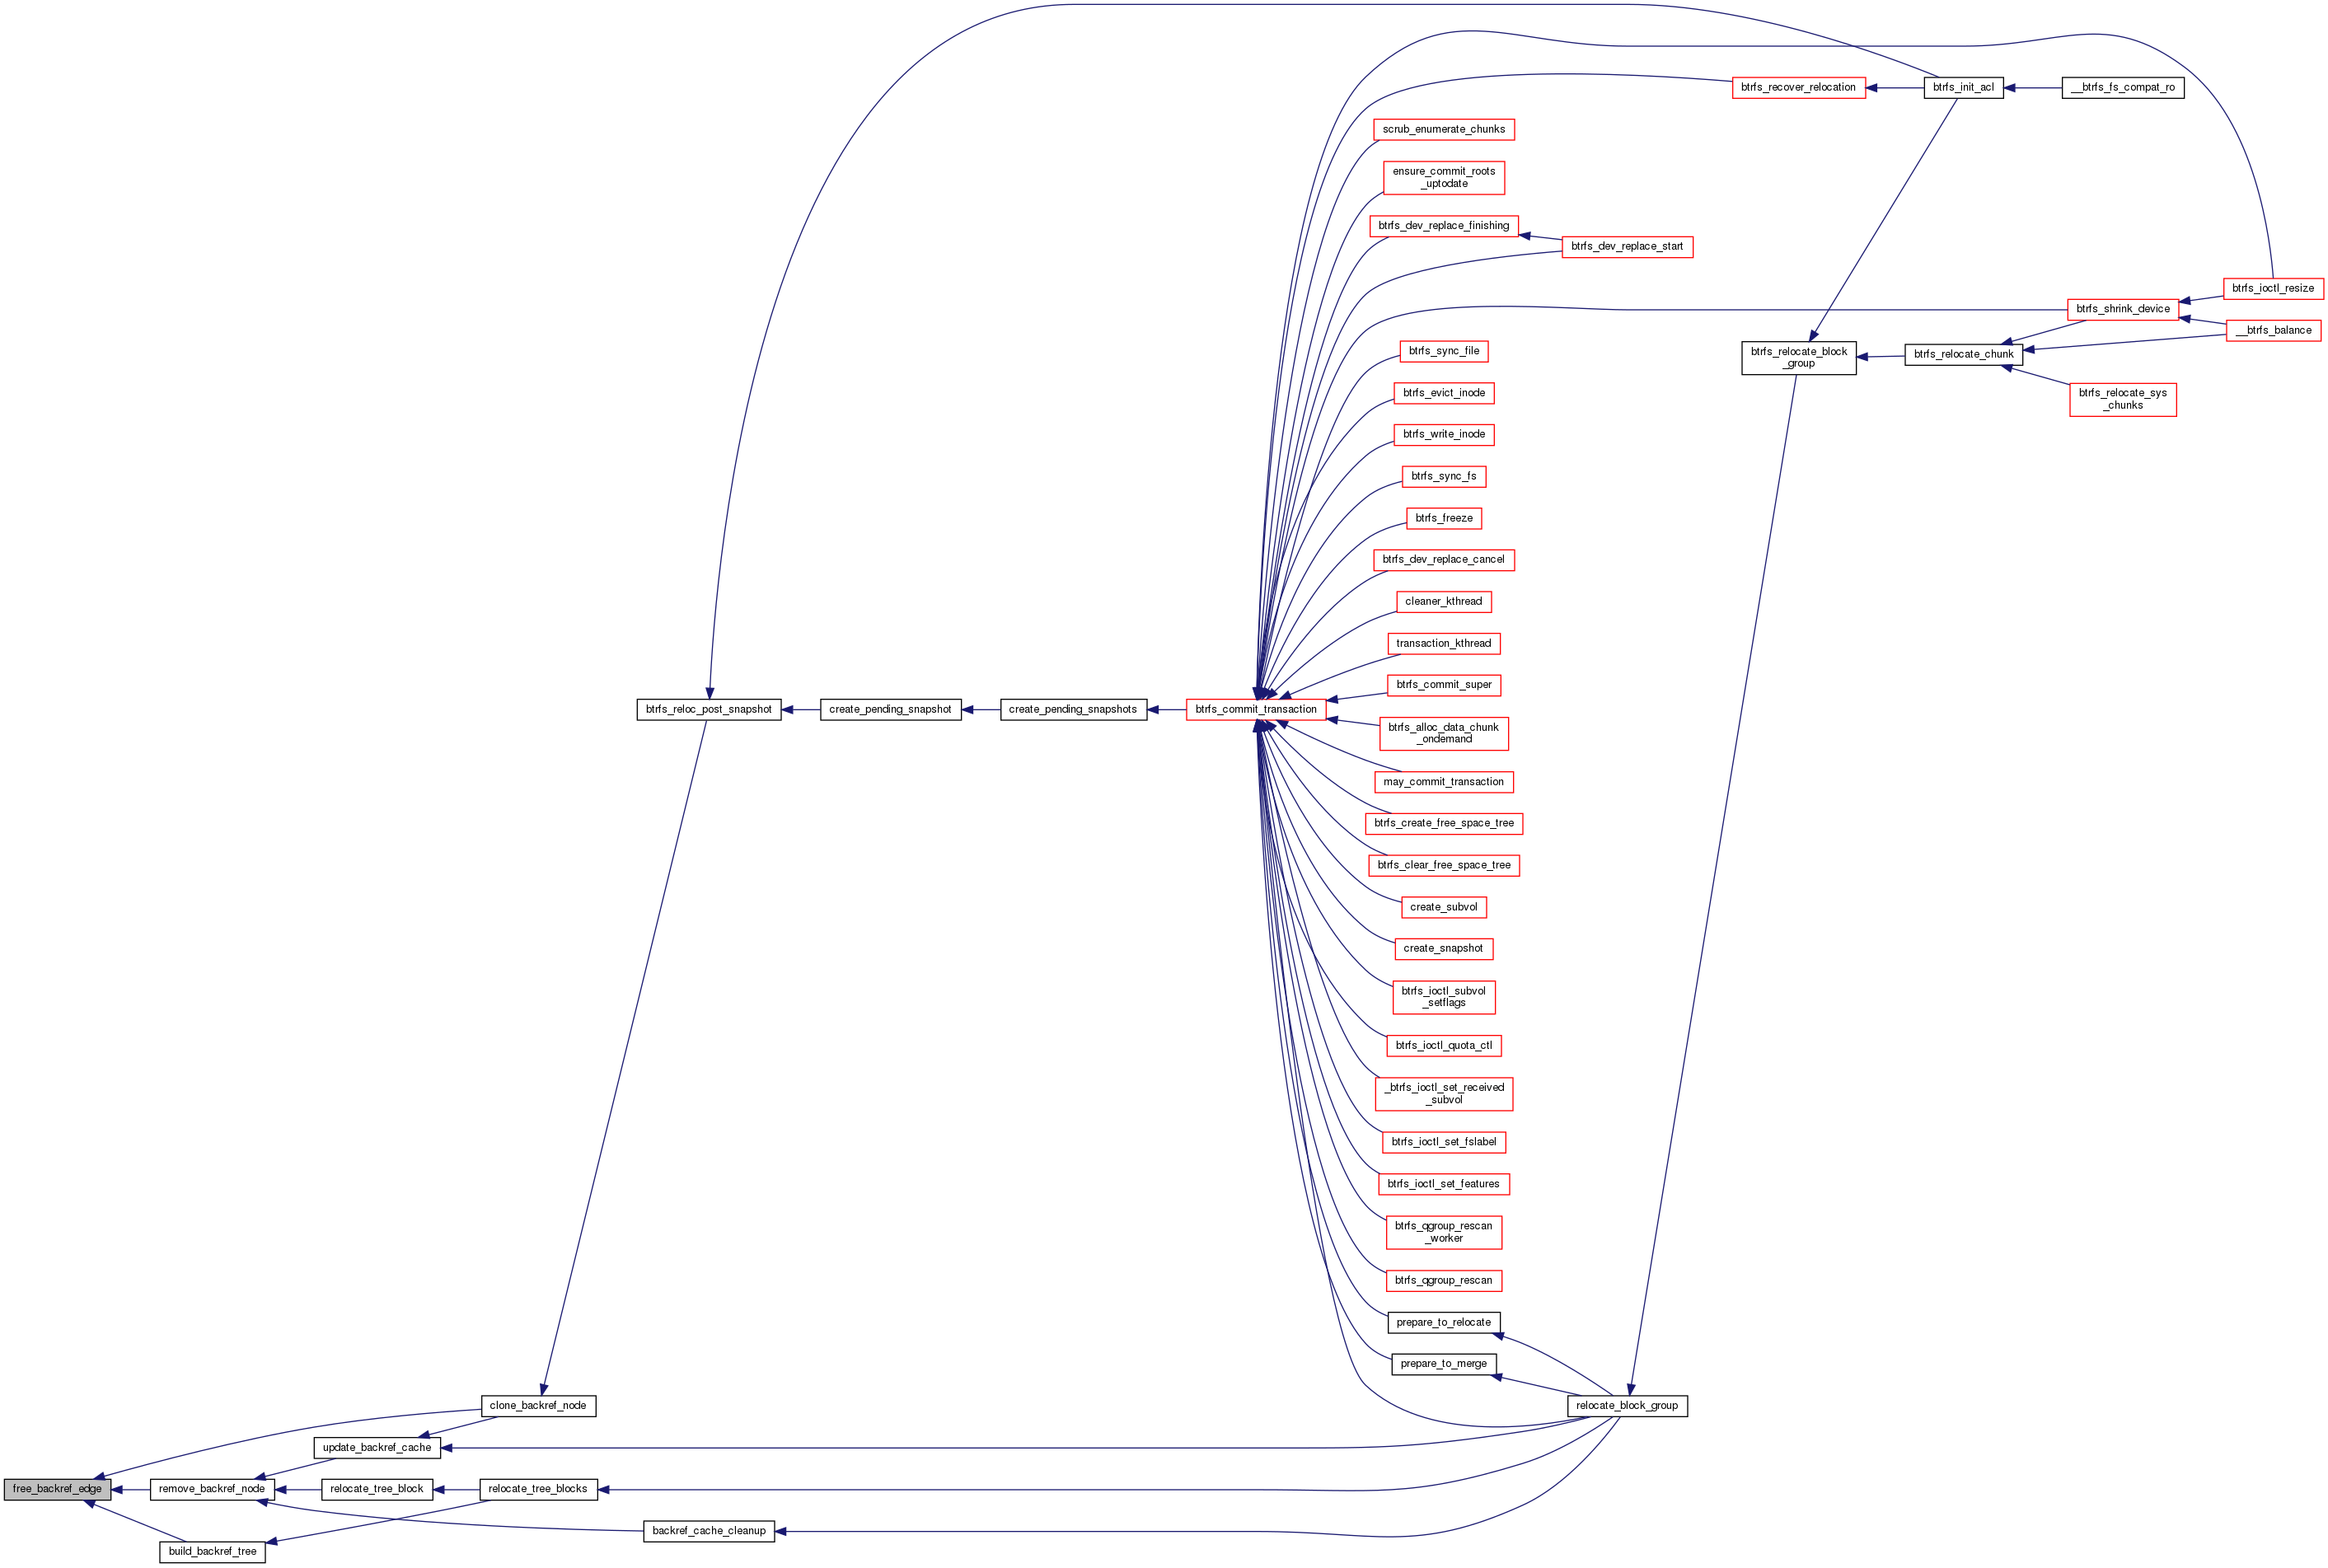 btrfs_recover_relocation
btrfs_init_acl
__btrfs_fs_compat_ro
scrub_enumerate_chunks
ensure_commit_roots
_uptodate
btrfs_dev_replace_finishing
btrfs_dev_replace_start
btrfs_ioctl_resize
btrfs_shrink_device
__btrfs_balance
btrfs_sync_file
btrfs_relocate_block
_group
btrfs_relocate_chunk
btrfs_evict_inode
btrfs_relocate_sys
_chunks
btrfs_write_inode
btrfs_sync_fs
btrfs_freeze
btrfs_dev_replace_cancel
cleaner_kthread
transaction_kthread
btrfs_commit_super
btrfs_reloc_post_snapshot
create_pending_snapshot
create_pending_snapshots
btrfs_commit_transaction
btrfs_alloc_data_chunk
_ondemand
may_commit_transaction
btrfs_create_free_space_tree
btrfs_clear_free_space_tree
create_subvol
create_snapshot
btrfs_ioctl_subvol
_setflags
btrfs_ioctl_quota_ctl
_btrfs_ioctl_set_received
_subvol
btrfs_ioctl_set_fslabel
btrfs_ioctl_set_features
btrfs_qgroup_rescan
_worker
btrfs_qgroup_rescan
prepare_to_relocate
prepare_to_merge
clone_backref_node
relocate_block_group
update_backref_cache
free_backref_edge
remove_backref_node
relocate_tree_block
relocate_tree_blocks
backref_cache_cleanup
build_backref_tree